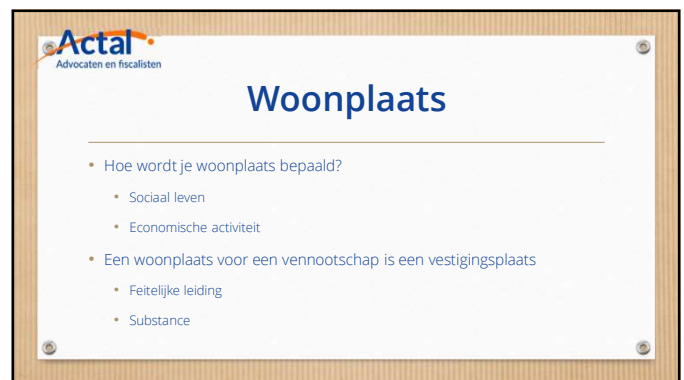 Actal
Advocaten en fiscalisten
Woonplaats
• Hoe wordt je woonplaats bepaald?
• Sociaal leven
• Economische activiteit
• Een woonplaats voor een vennootschap is een vestigingsplaats
• Feitelijke leiding
• Substance